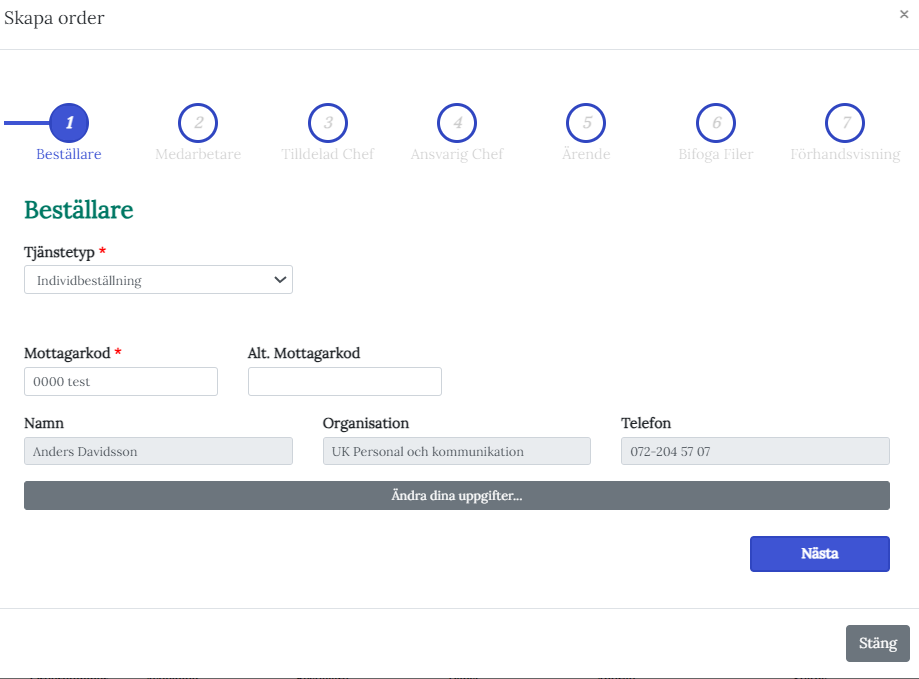 Skapa order ×
1 2 3 4 5 6 7
Beställare Medarbetare Tilldelad Chef Ansvarig Chef Ärende Bifoga Filer Förhandsvisning
Beställare
Tjänstetyp *
Individbeställning
Mottagarkod * Alt. Mottagarkod
0000 test
Namn Organisation Telefon
Anders Davidsson UK Personal och kommunikation 072-204 57 07
Ändra dina uppgifter...
Nästa
Stäng